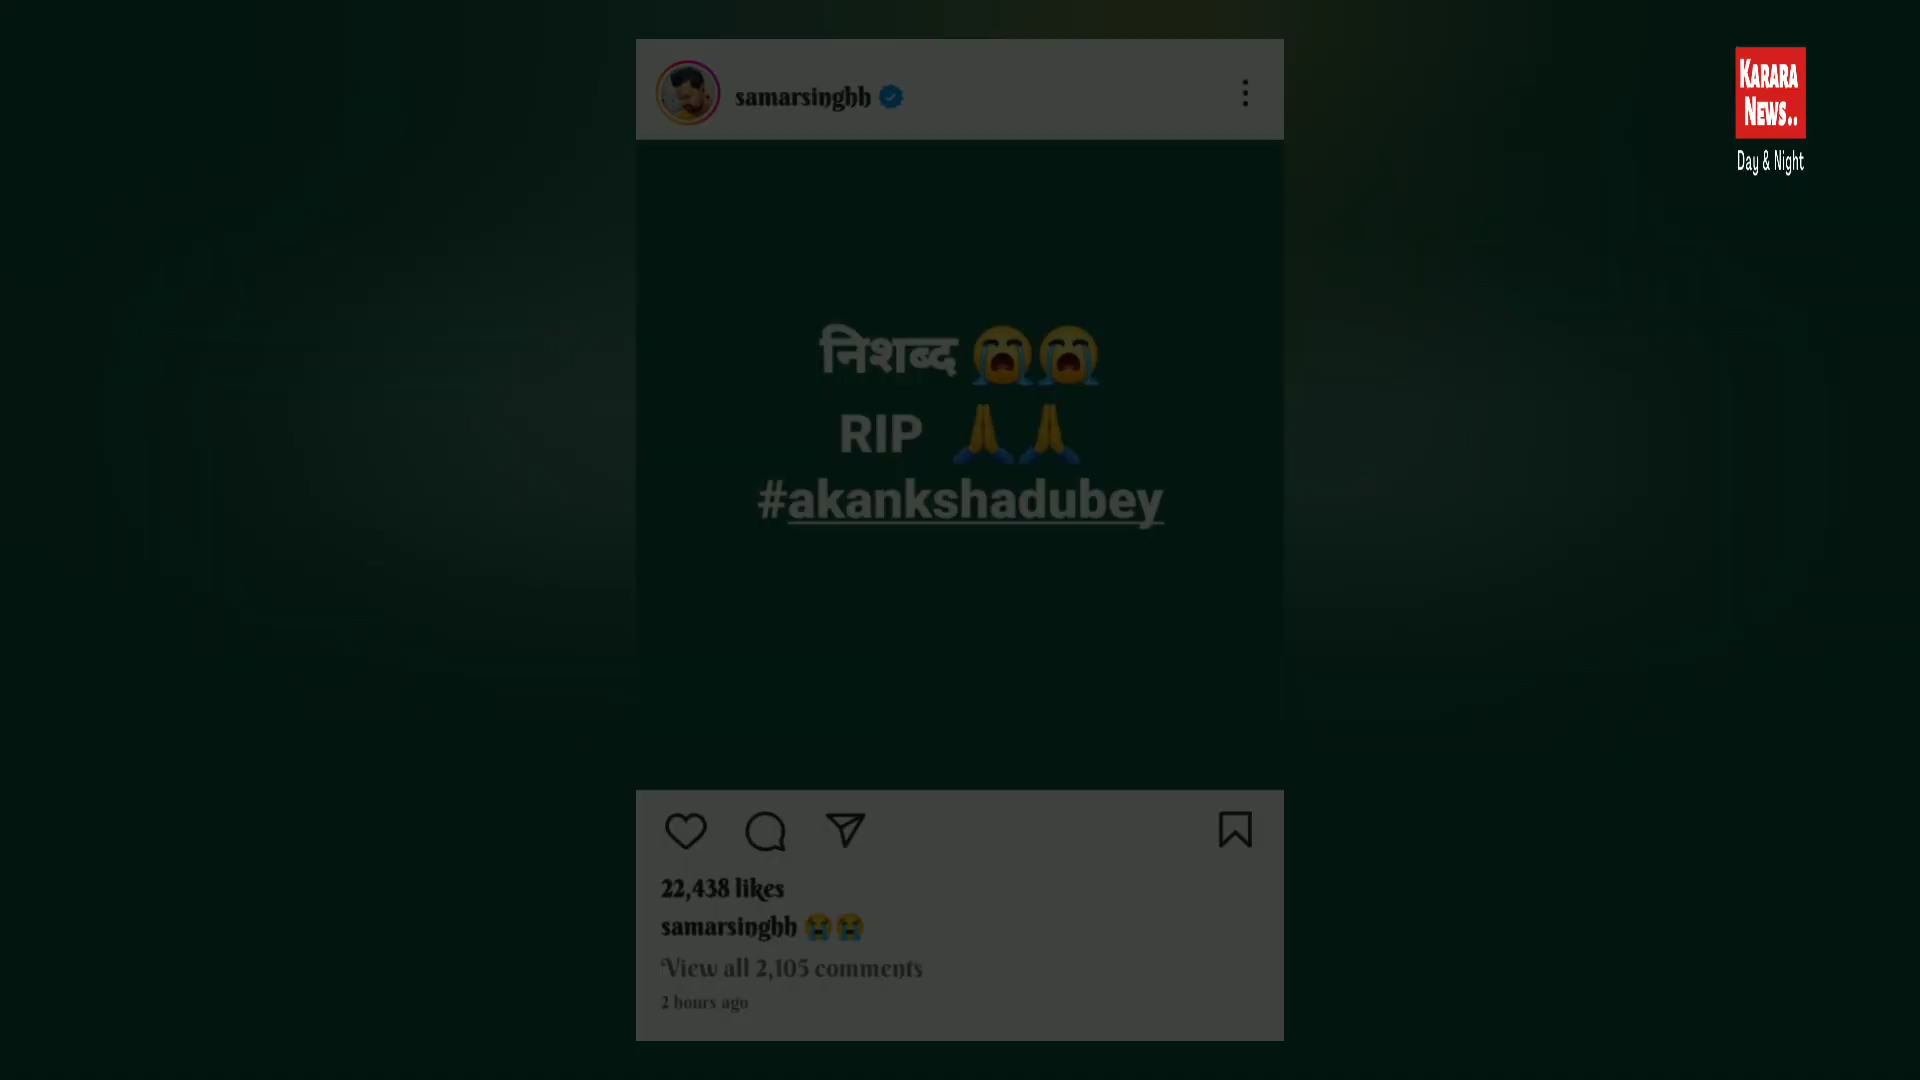 samarsinghh
KARARA
NEWS..
Day & Night
निशब्द 😭😭
RIP 🙏🙏
#akankshadubey
22,438 likes
samarsinghh 😭😭
View all 2,105 comments
2 hours ago